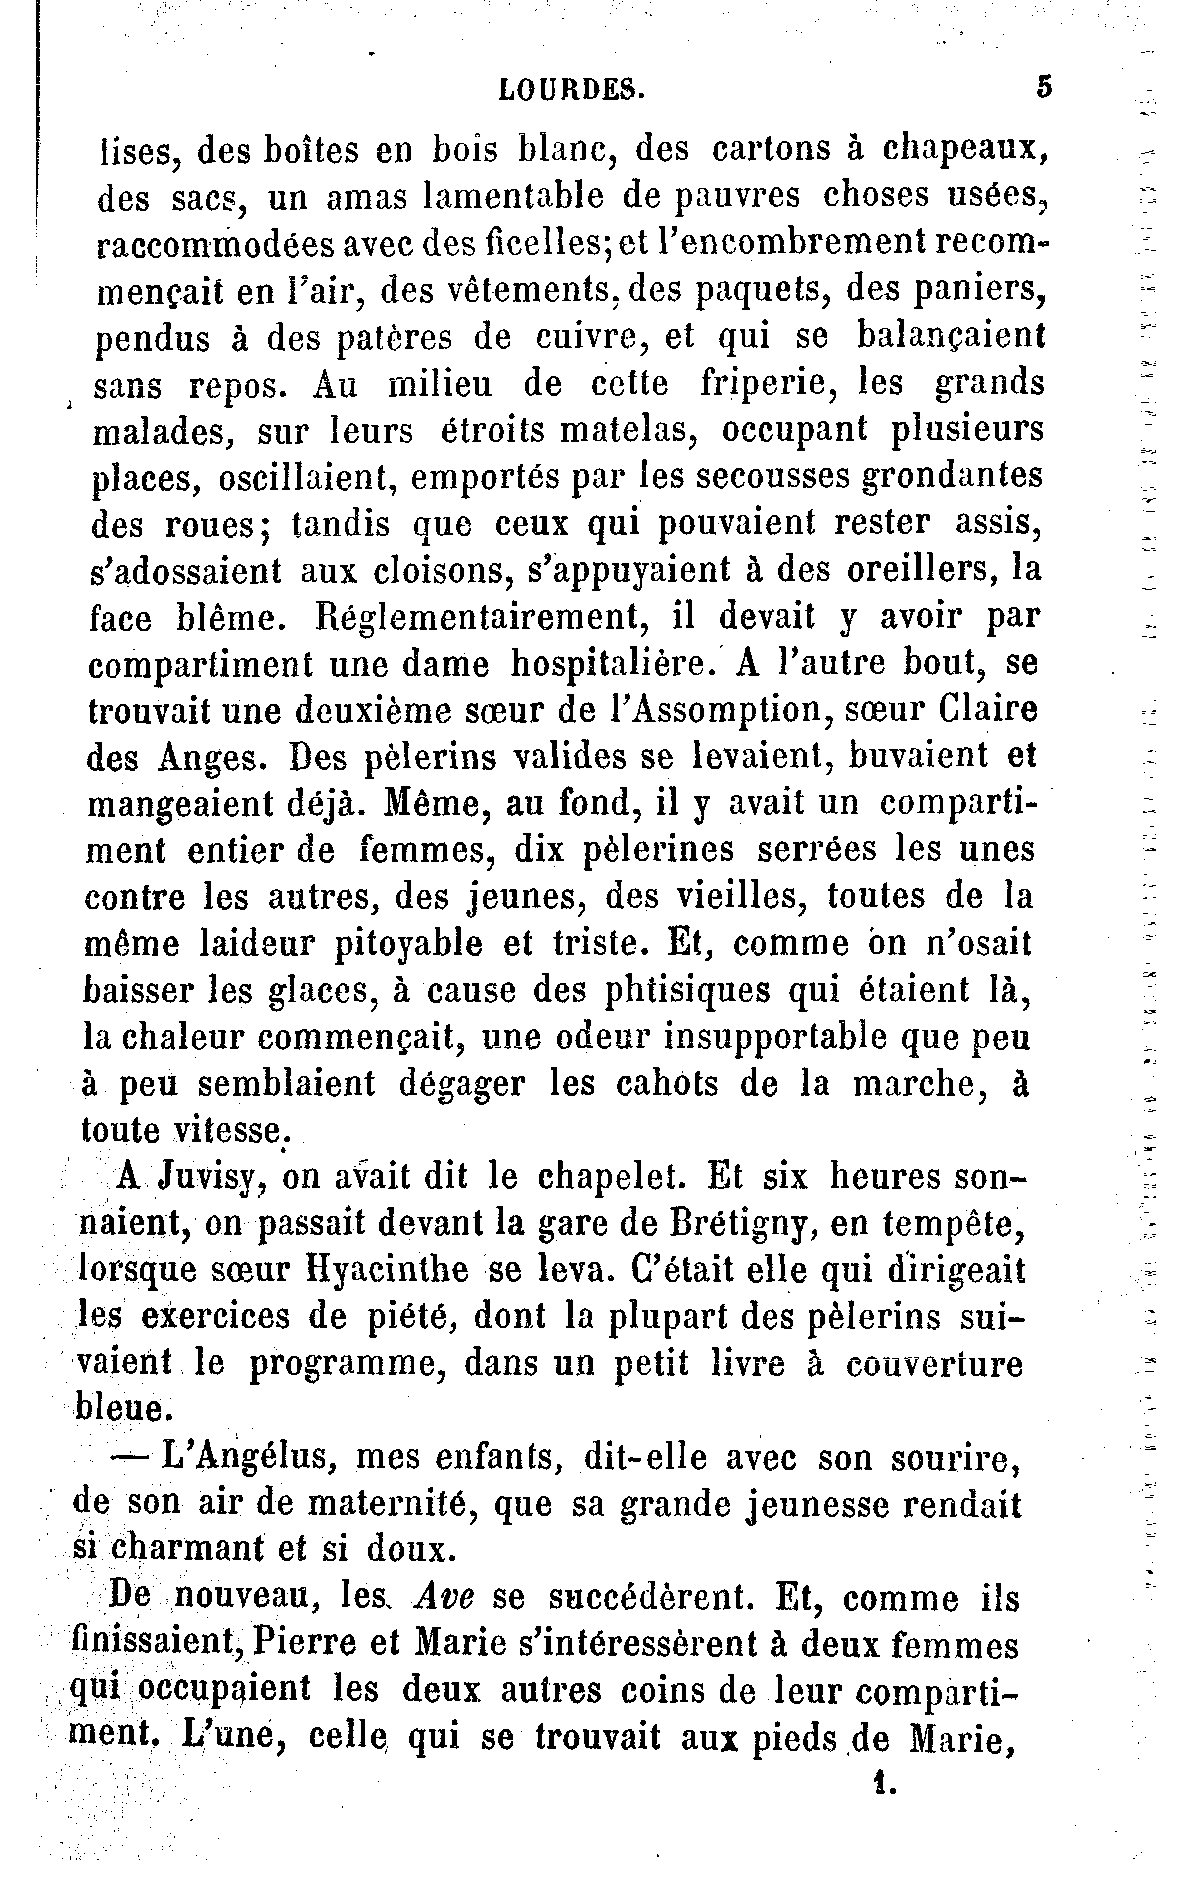 LOURDES. 5
lises, des boîtes en bois blanc, des cartons à chapeaux,
des sacs, un amas lamentable de pauvres choses usées,
raccommodées avec des ficelles; et l'encombrement recom-
mençait en l'air, des vêtements, des paquets, des paniers,
pendus à des patères de cuivre, et qui se balançaient
sans repos. Au milieu de cette friperie, les grands
malades, sur leurs étroits matelas, occupant plusieurs
places, oscillaient, emportés par les secousses grondantes
des roues; tandis que ceux qui pouvaient rester assis,
s'adossaient aux cloisons, s'appuyaient à des oreillers, la
face blême. Réglementairement, il devait y avoir par
compartiment une dame hospitalière. A l'autre bout, se
trouvait une deuxième sœur de l'Assomption, sœur Claire
des Anges. Des pèlerins valides se levaient, buvaient et
mangeaient déjà. Même, au fond, il y avait un comparti-
ment entier de femmes, dix pèlerines serrées les unes
contre les autres, des jeunes, des vieilles, toutes de la
même laideur pitoyable et triste. Et, comme on n'osait
baisser les glaces, à cause des phtisiques qui étaient là,
la chaleur commençait, une odeur insupportable que peu
à peu semblaient dégager les cahots de la marche, à
toute vitesse.
A Juvisy, on avait dit le chapelet. Et six heures son-
naient, on passait devant la gare de Brétigny, en tempête,
lorsque sœur Hyacinthe se leva. C'était elle qui dirigeait
les exercices de piété, dont la plupart des pèlerins sui-
vaient le programme, dans un petit livre à couverture
bleue.
— L'Angélus, mes enfants, dit-elle avec son sourire,
de son air de maternité, que sa grande jeunesse rendait
si charmant et si doux.
De nouveau, les Ave se succédèrent. Et, comme ils
finissaient, Pierre et Marie s'intéressèrent à deux femmes
qui occupaient les deux autres coins de leur comparti-
ment. L'une, celle qui se trouvait aux pieds de Marie,
1.